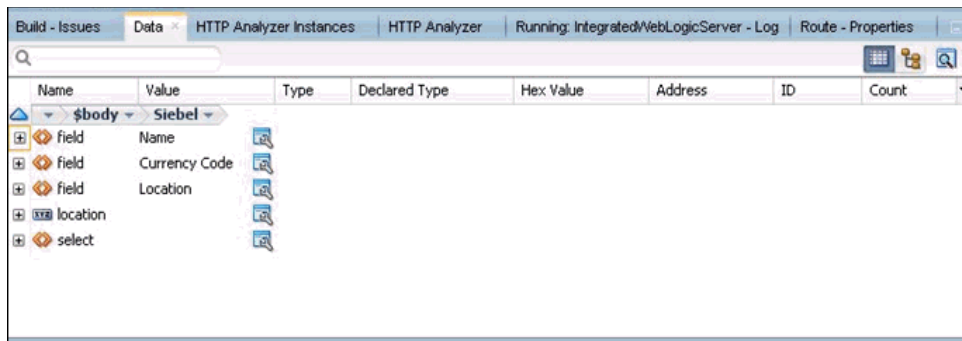 Build - Issues Data HTTP Analyzer Instances HTTP Analyzer Running: IntegratedWebLogicServer - Log Route - Properties
Name Value Type Declared Type Hex Value Address ID Count
$body Siebel
field Name
field Currency Code
field Location
xyz location
select